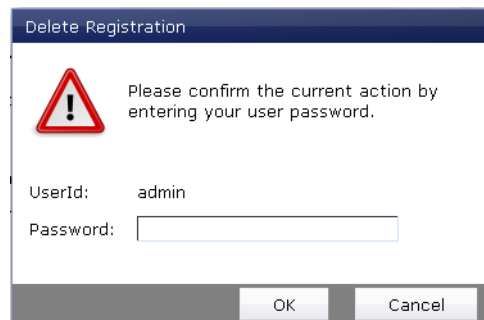 Delete Registration
Please confirm the current action by
entering your user password.
UserId: admin
Password:
OK Cancel